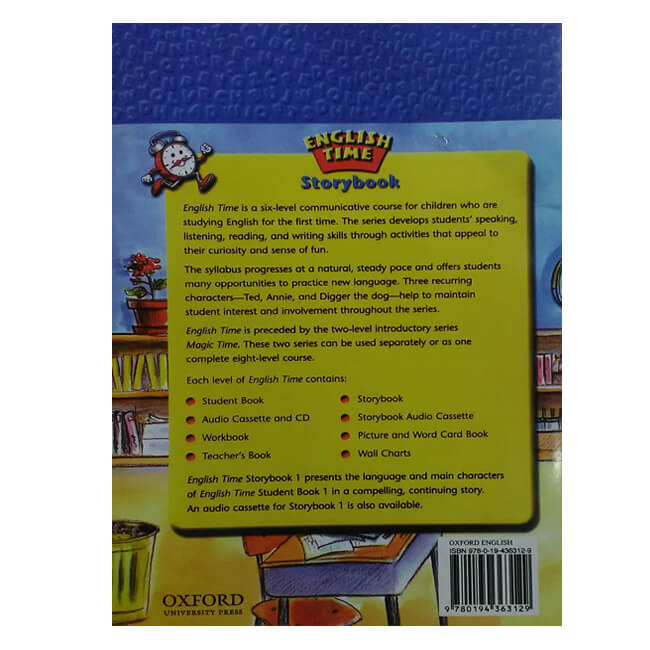 ENGLISH
TIME
Storybook
English Time is a six-level communicative course for children who are
studying English for the first time. The series develops students' speaking,
listening, reading, and writing skills through activities that appeal to
their curiosity and sense of fun.
The syllabus progresses at a natural, steady pace and offers students
many opportunities to practice new language. Three recurring
characters—Ted, Annie, and Digger the dog—help to maintain
student interest and involvement throughout the series.
English Time is preceded by the two-level introductory series
Magic Time. These two series can be used separately or as one
complete eight-level course.
Each level of English Time contains:
Student Book
Audio Cassette and CD
Workbook
Teacher's Book
Storybook
Storybook Audio Cassette
Picture and Word Card Book
Wall Charts
English Time Storybook 1 presents the language and main characters
of English Time Student Book 1 in a compelling, continuing story.
An audio cassette for Storybook 1 is also available.
OXFORD ENGLISH
ISBN 978-0-19-436312-9
9 780194 363129
OXFORD
UNIVERSITY PRESS